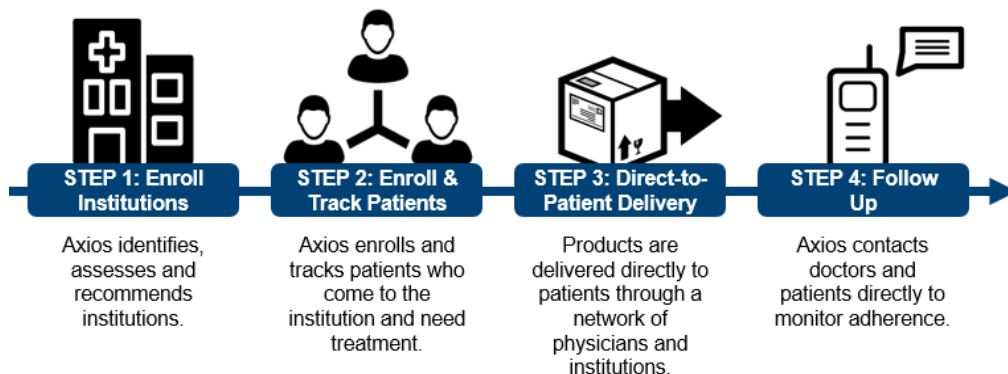 STEP 1: Enroll
Institutions
Axios identifies,
assesses and
recommends
institutions.
STEP 2: Enroll &
Track Patients
Axios enrolls and
tracks patients who
come to the
institution and need
treatment.
STEP 3: Direct-to-
Patient Delivery
Products are
delivered directly to
patients through a
network of
physicians and
institutions.
STEP 4: Follow
Up
Axios contacts
doctors and
patients directly to
monitor adherence.